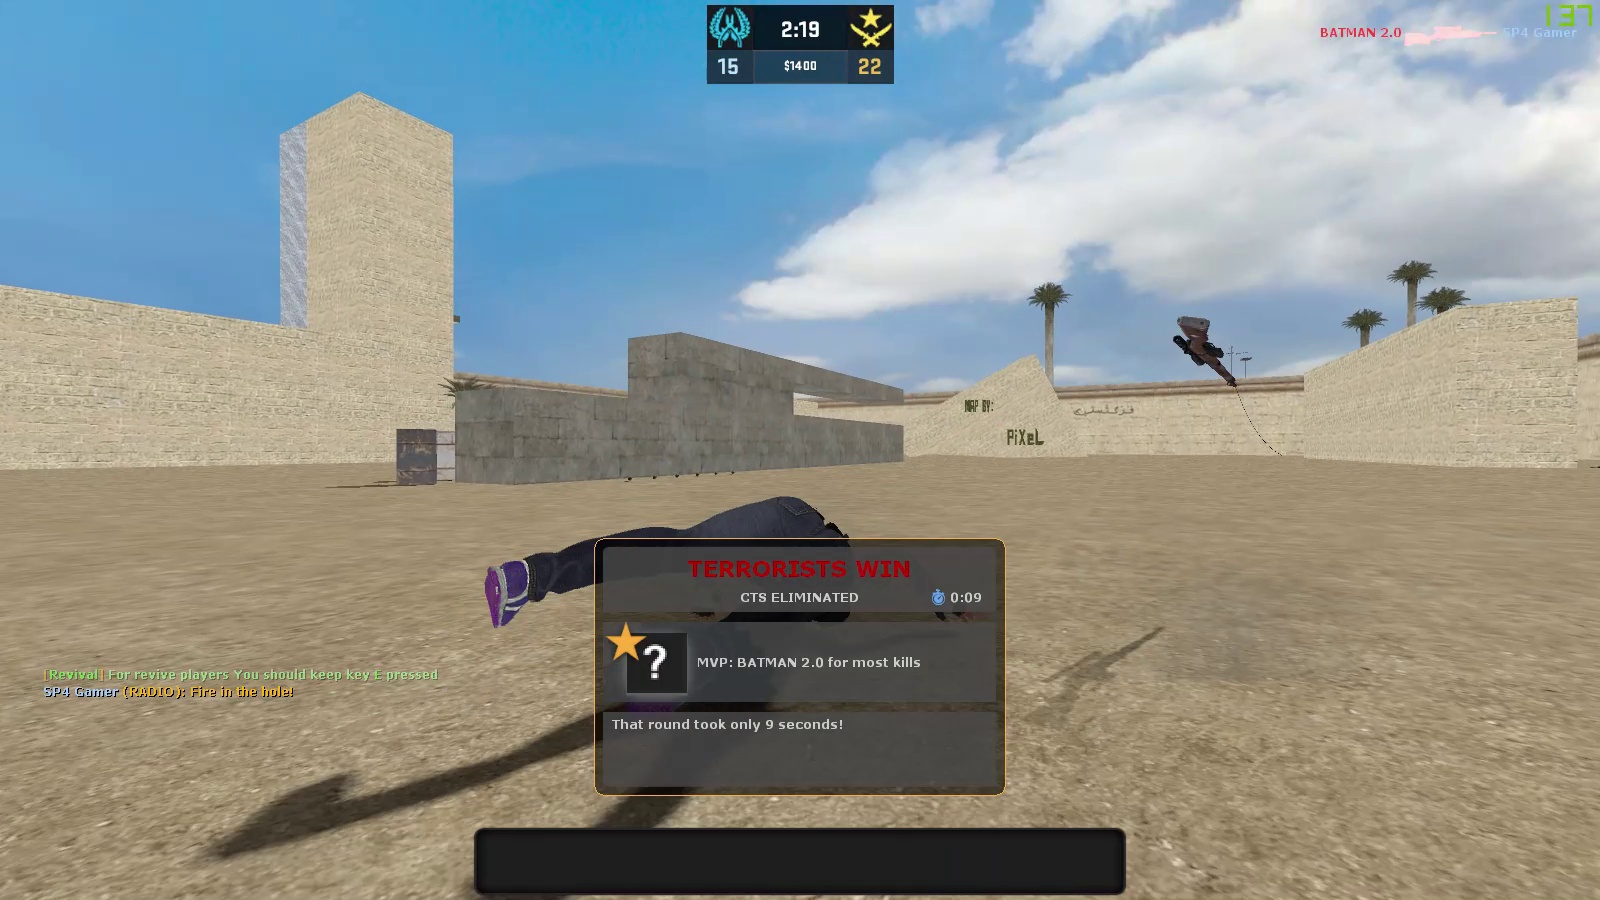 137
2:19
15 $1400 22
BATMAN 2.0 SP4 Gamer
MAP BY:
PiXeL
TERRORISTS WIN
CTS ELIMINATED 0:09
?
MVP: BATMAN 2.0 for most kills
That round took only 9 seconds!
[Revival] For revive players You should keep key E pressed
SP4 Gamer (RADIO): Fire in the hole!